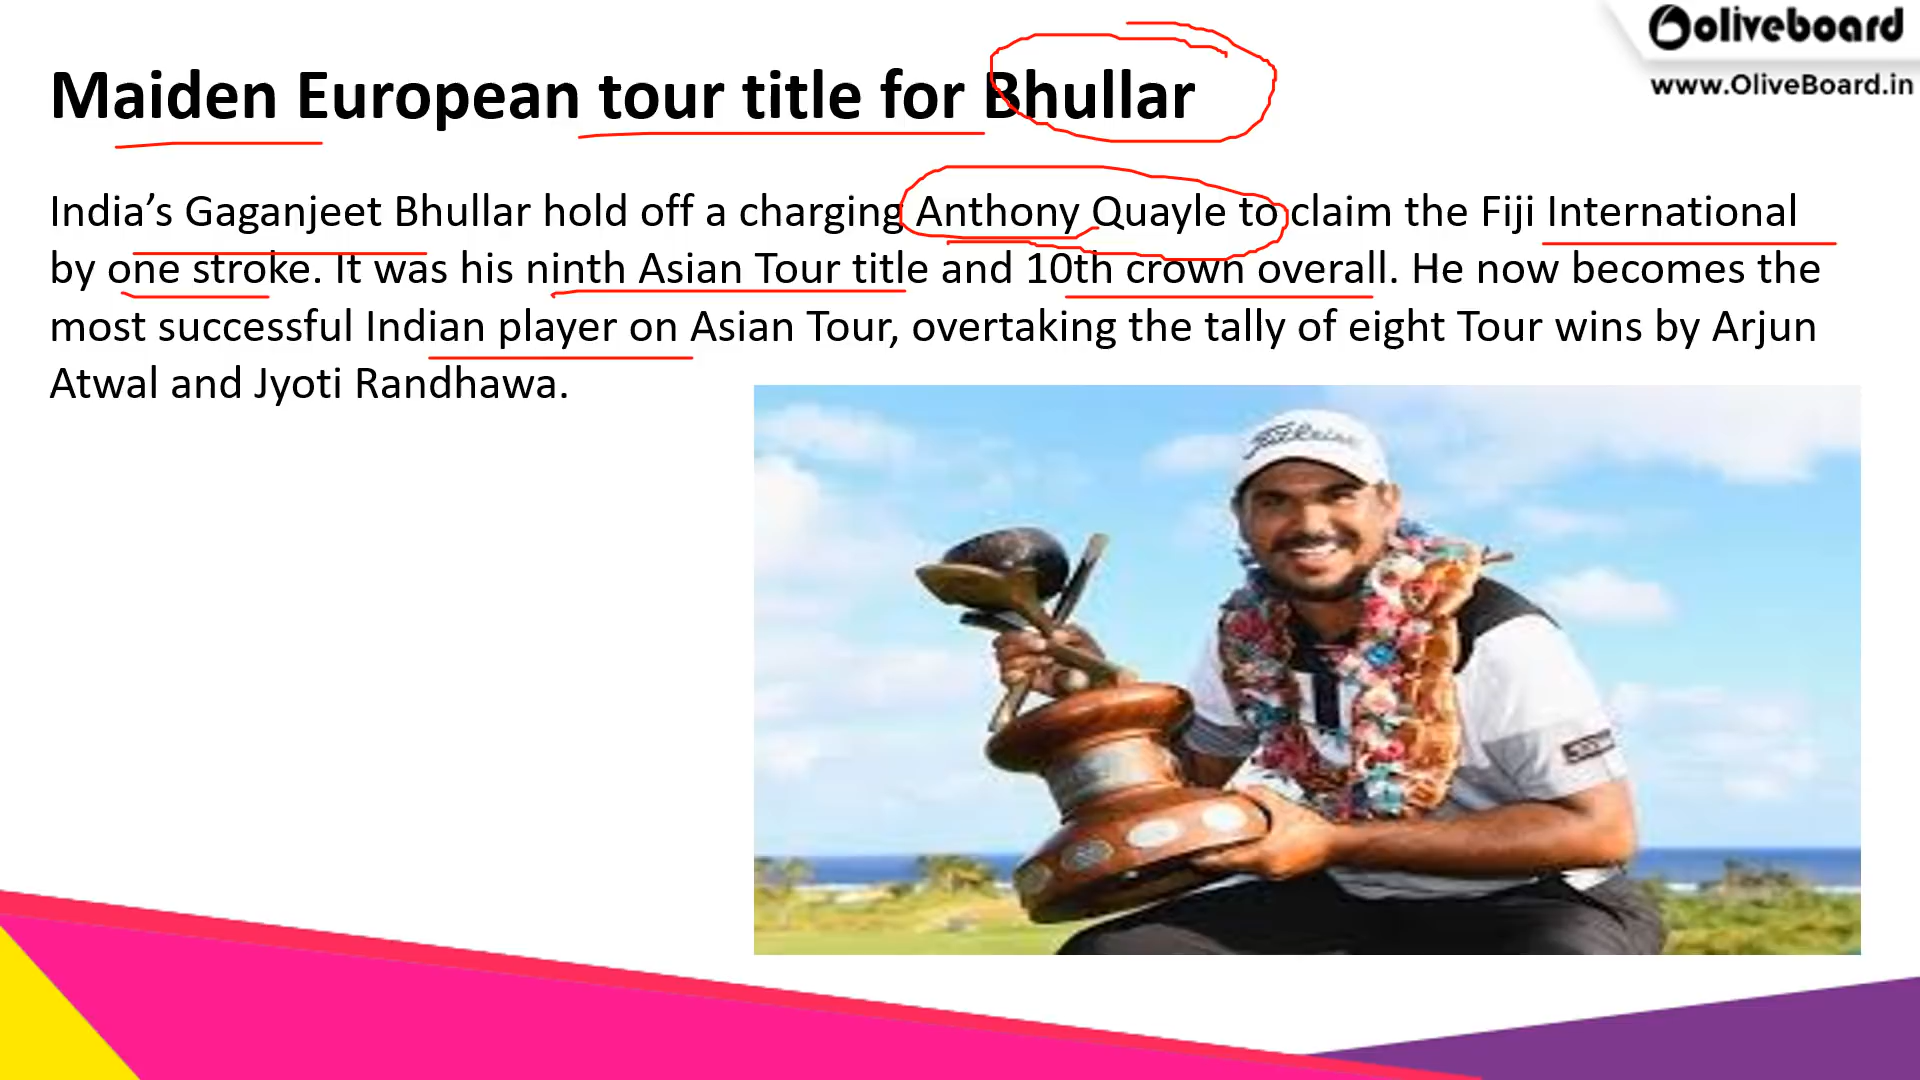 oliveboard
www.OliveBoard.in
Maiden European tour title for Bhullar
India’s Gaganjeet Bhullar hold off a charging Anthony Quayle to claim the Fiji International
by one stroke. It was his ninth Asian Tour title and 10th crown overall. He now becomes the
most successful Indian player on Asian Tour, overtaking the tally of eight Tour wins by Arjun
Atwal and Jyoti Randhawa.
Titleist